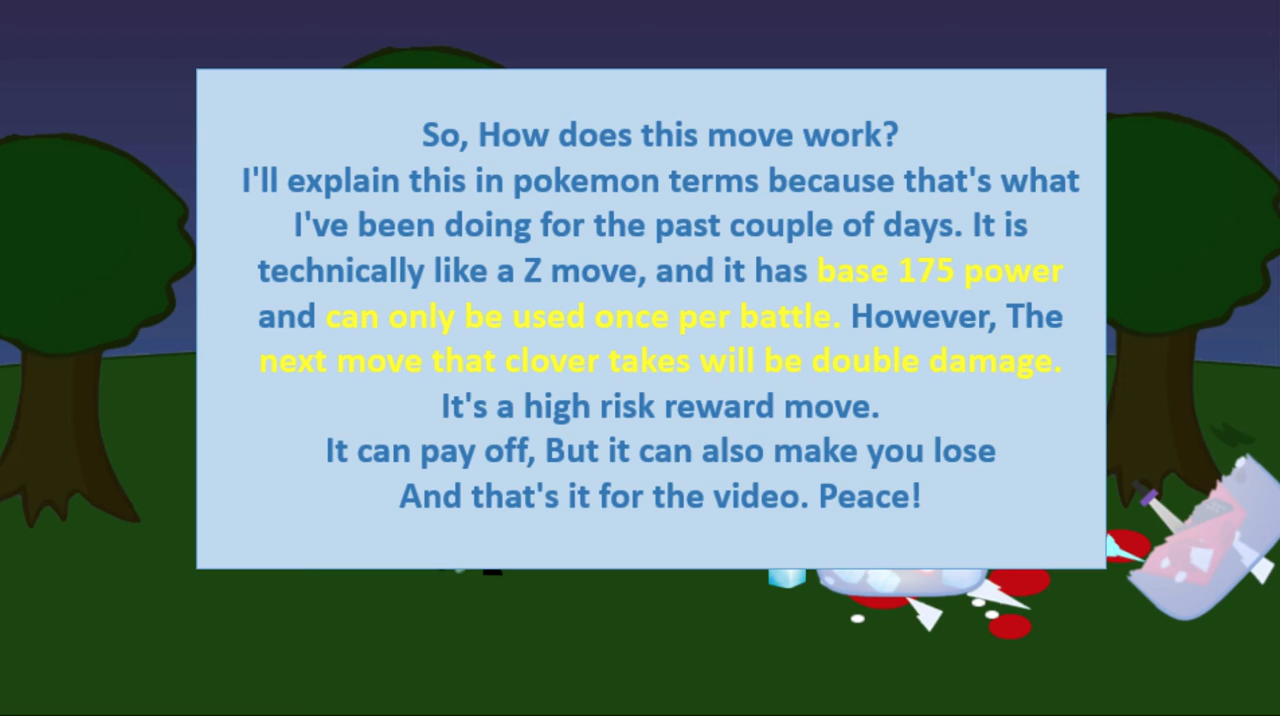 So, How does this move work?
I'll explain this in pokemon terms because that's what
I've been doing for the past couple of days. It is
technically like a Z move, and it has base 175 power
and can only be used once per battle. However, The
next move that clover takes will be double damage.
It's a high risk reward move.
It can pay off, But it can also make you lose
And that's it for the video. Peace!